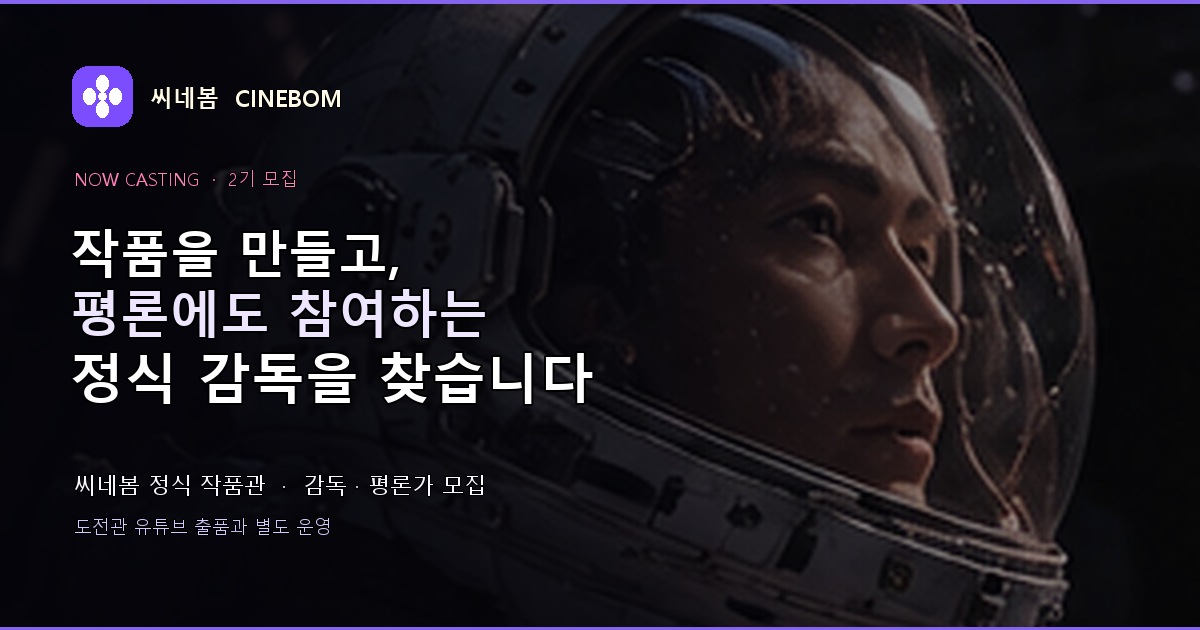 씨네봄 CINEBOM
NOW CASTING · 2기 모집
작품을 만들고,
평론에도 참여하는
정식 감독을 찾습니다
씨네봄 정식 작품관 · 감독 · 평론가 모집
도전관 유튜브 출품과 별도 운영